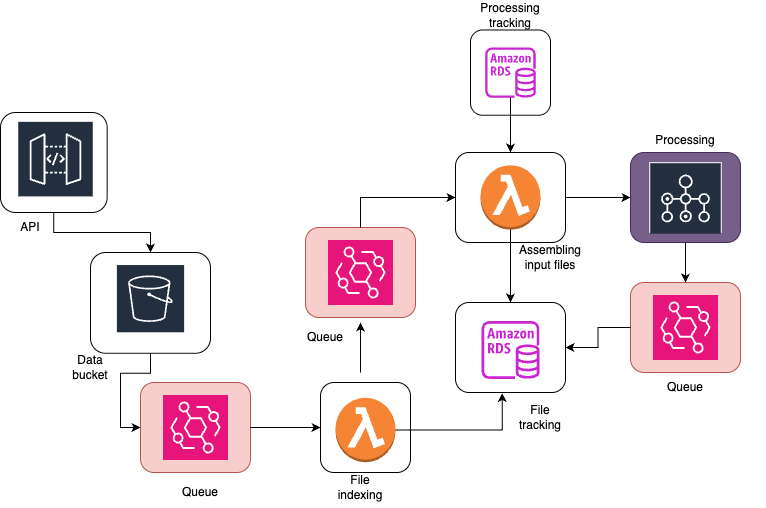 Processing
tracking
Amazon
RDS
Processing
</>
API
Assembling
input files
Queue
Data
bucket
Amazon
RDS
Queue
File
tracking
File
indexing
Queue